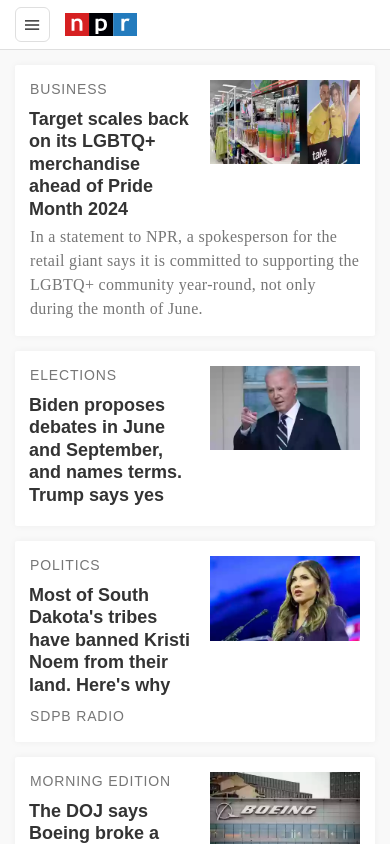 npr
BUSINESS
Target scales back
on its LGBTQ+
merchandise
ahead of Pride
Month 2024
take
In a statement to NPR, a spokesperson for the
retail giant says it is committed to supporting the
LGBTQ+ community year-round, not only
during the month of June.
ELECTIONS
Biden proposes
debates in June
and September,
and names terms.
Trump says yes
POLITICS
Most of South
Dakota's tribes
have banned Kristi
Noem from their
land. Here's why
SDPB RADIO
MORNING EDITION
The DOJ says
Boeing broke a
BOEING